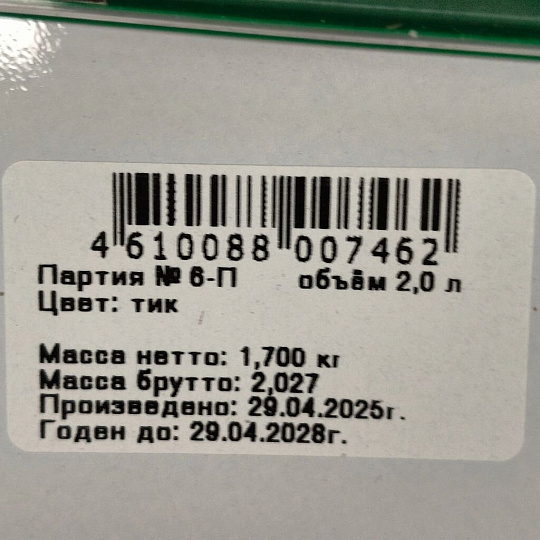 4 610088 007462
Партия № 6-П объём 2,0 л
Цвет: тик
Масса нетто: 1,700 кг
Масса брутто: 2,027
Произведено: 29.04.2025г.
Годен до: 29.04.2028г.